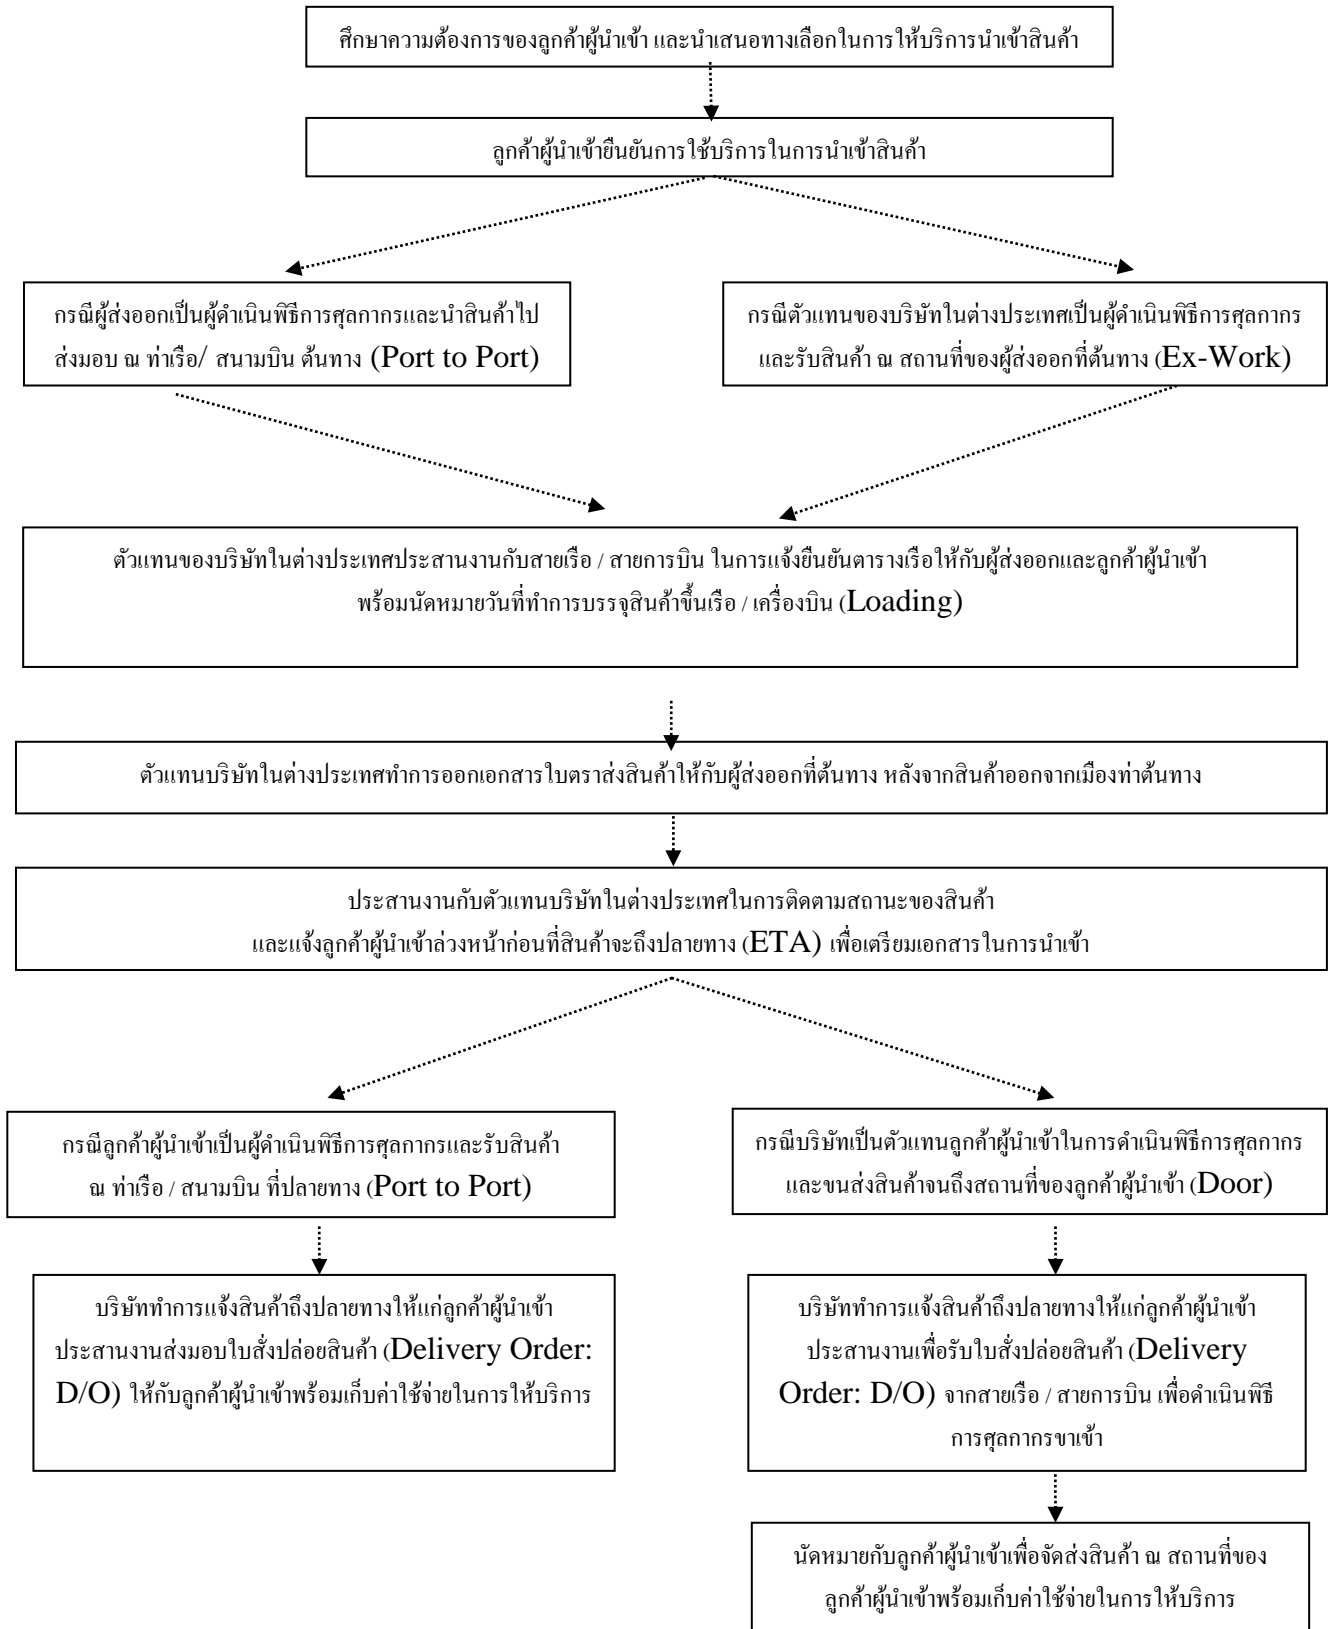 ศึกษาความต้องการของลูกค้าผู้นำเข้า และนำเสนอทางเลือกในการให้บริการนำเข้าสินค้า
ลูกค้าผู้นำเข้ายืนยันการใช้บริการในการนำเข้าสินค้า
กรณีผู้ส่งออกเป็นผู้ดำเนินพิธีการศุลกากรและนำสินค้าไป
ส่งมอบ ณ ท่าเรือ/ สนามบิน ต้นทาง (Port to Port)
กรณีตัวแทนของบริษัทในต่างประเทศเป็นผู้ดำเนินพิธีการศุลกากร
และรับสินค้า ณ สถานที่ของผู้ส่งออกที่ต้นทาง (Ex-Work)
ตัวแทนของบริษัทในต่างประเทศประสานงานกับสายเรือ / สายการบิน ในการแจ้งยืนยันตารางเรือให้กับผู้ส่งออกและลูกค้าผู้นำเข้า
พร้อมนัดหมายวันที่ทำการบรรจุสินค้าขึ้นเรือ / เครื่องบิน (Loading)
ตัวแทนบริษัทในต่างประเทศทำการออกเอกสารใบตราส่งสินค้าให้กับผู้ส่งออกที่ต้นทาง หลังจากสินค้าออกจากเมืองท่าต้นทาง
ประสานงานกับตัวแทนบริษัทในต่างประเทศในการติดตามสถานะของสินค้า
และแจ้งลูกค้าผู้นำเข้าล่วงหน้าก่อนที่สินค้าจะถึงปลายทาง (ETA) เพื่อเตรียมเอกสารในการนำเข้า
กรณีลูกค้าผู้นำเข้าเป็นผู้ดำเนินพิธีการศุลกากรและรับสินค้า
ณ ท่าเรือ / สนามบิน ที่ปลายทาง (Port to Port)
กรณีบริษัทเป็นตัวแทนลูกค้าผู้นำเข้าในการดำเนินพิธีการศุลกากร
และขนส่งสินค้าจนถึงสถานที่ของลูกค้าผู้นำเข้า (Door)
บริษัททำการแจ้งสินค้าถึงปลายทางให้แก่ลูกค้าผู้นำเข้า
ประสานงานส่งมอบใบสั่งปล่อยสินค้า (Delivery Order:
D/O) ให้กับลูกค้าผู้นำเข้าพร้อมเก็บค่าใช้จ่ายในการให้บริการ
บริษัททำการแจ้งสินค้าถึงปลายทางให้แก่ลูกค้าผู้นำเข้า
ประสานงานเพื่อรับใบสั่งปล่อยสินค้า (Delivery
Order: D/O) จากสายเรือ / สายการบิน เพื่อดำเนินพิธี
การศุลกากรขาเข้า
นัดหมายกับลูกค้าผู้นำเข้าเพื่อจัดส่งสินค้า ณ สถานที่ของ
ลูกค้าผู้นำเข้าพร้อมเก็บค่าใช้จ่ายในการให้บริการ